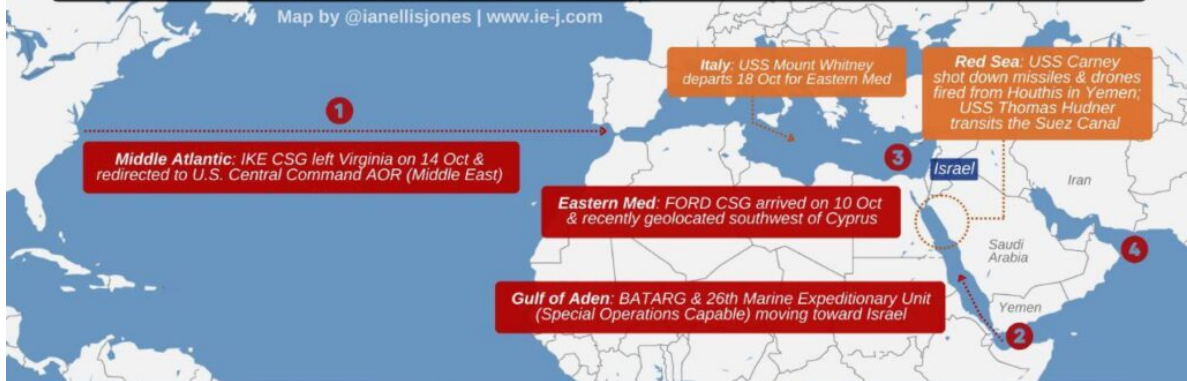 Map by @ianellisjones | www.ie-j.com
Italy: USS Mount Whitney
departs 18 Oct for Eastern Med
Red Sea: USS Carney
shot down missiles & drones
fired from Houthis in Yemen;
USS Thomas Hudner
transits the Suez Canal
1
Middle Atlantic: IKE CSG left Virginia on 14 Oct &
redirected to U.S. Central Command AOR (Middle East)
3
Israel
Iran
Eastern Med: FORD CSG arrived on 10 Oct
& recently geolocated southwest of Cyprus
Saudi
Arabia
4
Gulf of Aden: BATARG & 26th Marine Expeditionary Unit
(Special Operations Capable) moving toward Israel
Yemen
2